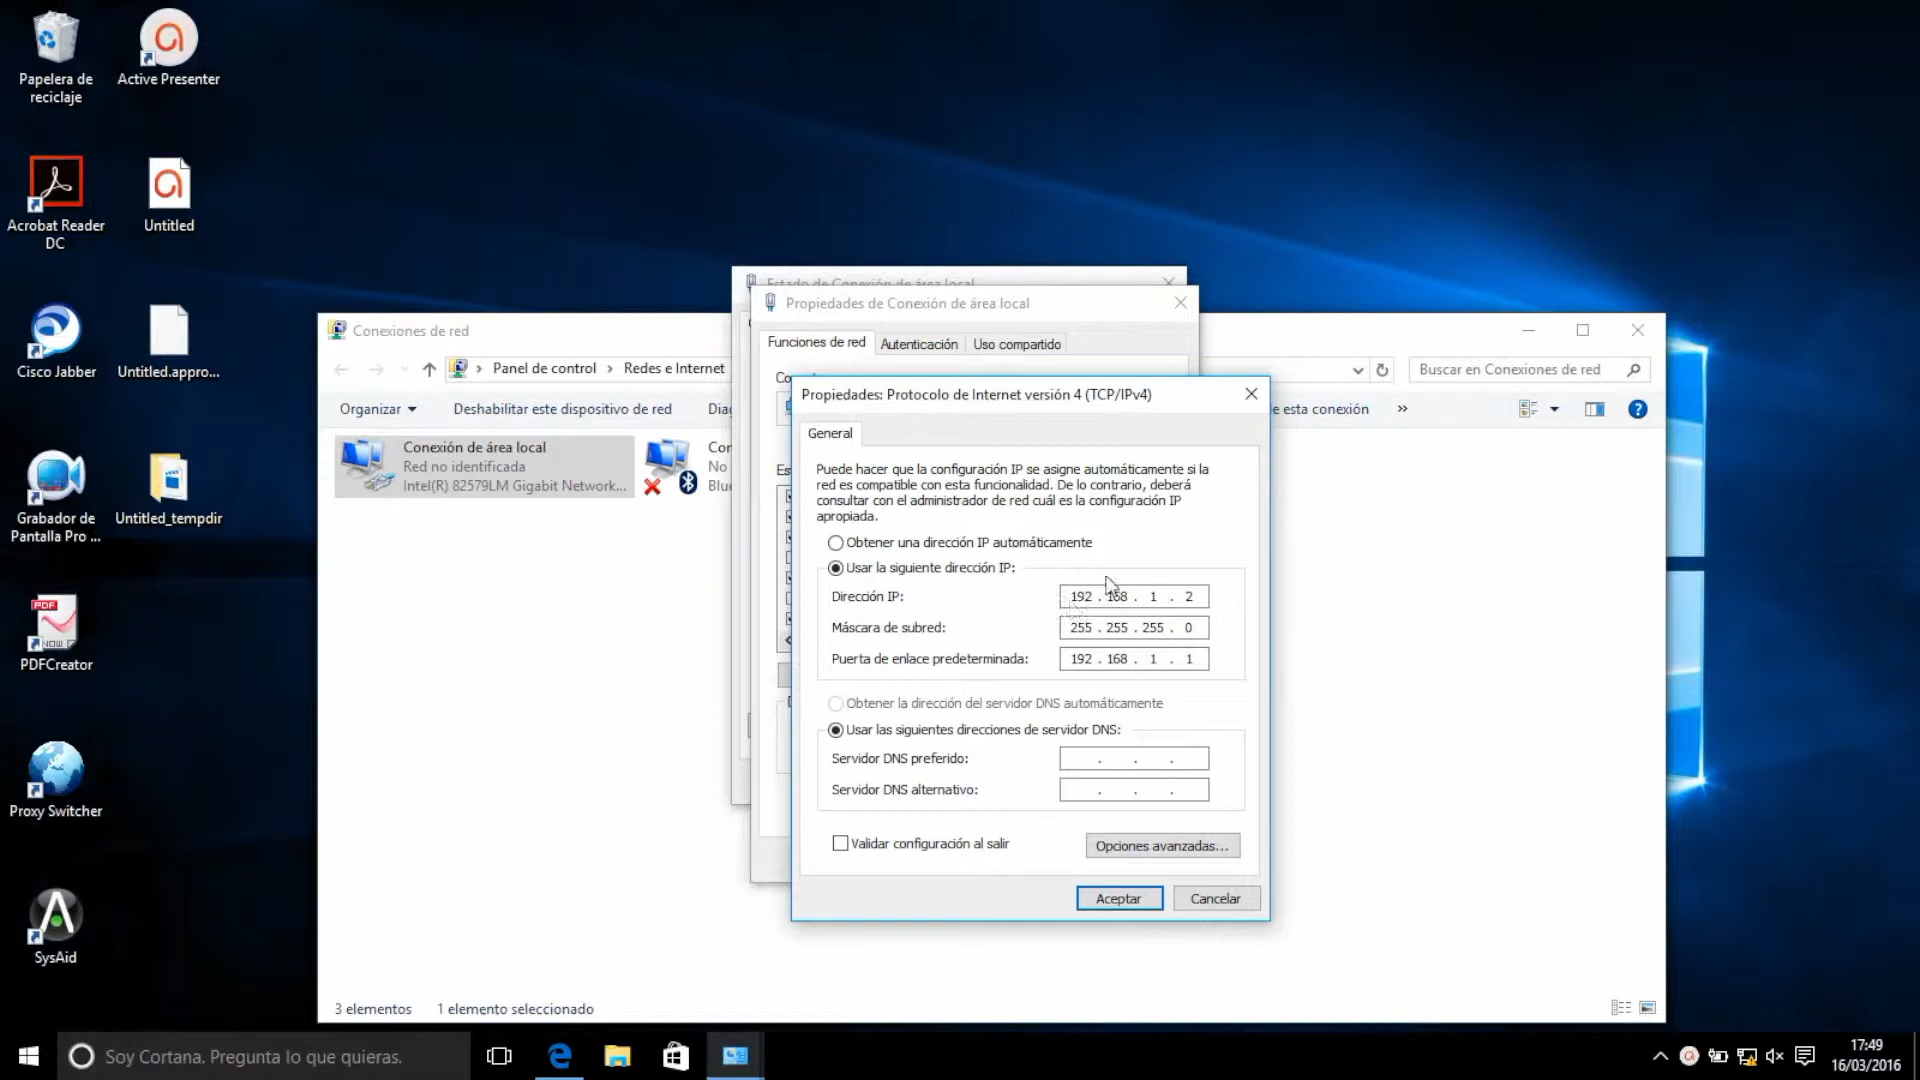 Papelera de
reciclaje
Active Presenter
Acrobat Reader
DC
Untitled
Cisco Jabber
Untitled.appro...
Grabador de
Pantalla Pro ...
Untitled_tempdir
PDF
NOW
PDFCreator
Proxy Switcher
SysAid
Estado de Conexión de área local
Propiedades de Conexión de área local
Funciones de red
Autenticación
Uso compartido
Conexiones de red
Panel de control
Redes e Internet
Buscar en Conexiones de red
Organizar
Deshabilitar este dispositivo de red
e esta conexión
»
Conexión de área local
Red no identificada
Intel(R) 82579LM Gigabit Network...
Con
No
Blue
Propiedades: Protocolo de Internet versión 4 (TCP/IPv4)
General
Puede hacer que la configuración IP se asigne automáticamente si la
red es compatible con esta funcionalidad. De lo contrario, deberá
consultar con el administrador de red cuál es la configuración IP
apropiada.
Obtener una dirección IP automáticamente
Usar la siguiente dirección IP:
Dirección IP: 192 . 168 . 1 . 2
Máscara de subred: 255 . 255 . 255 . 0
Puerta de enlace predeterminada: 192 . 168 . 1 . 1
Obtener la dirección del servidor DNS automáticamente
Usar las siguientes direcciones de servidor DNS:
Servidor DNS preferido: . . .
Servidor DNS alternativo: . . .
Validar configuración al salir
Opciones avanzadas...
Aceptar
Cancelar
3 elementos
1 elemento seleccionado
Soy Cortana. Pregunta lo que quieras.
17:49
16/03/2016